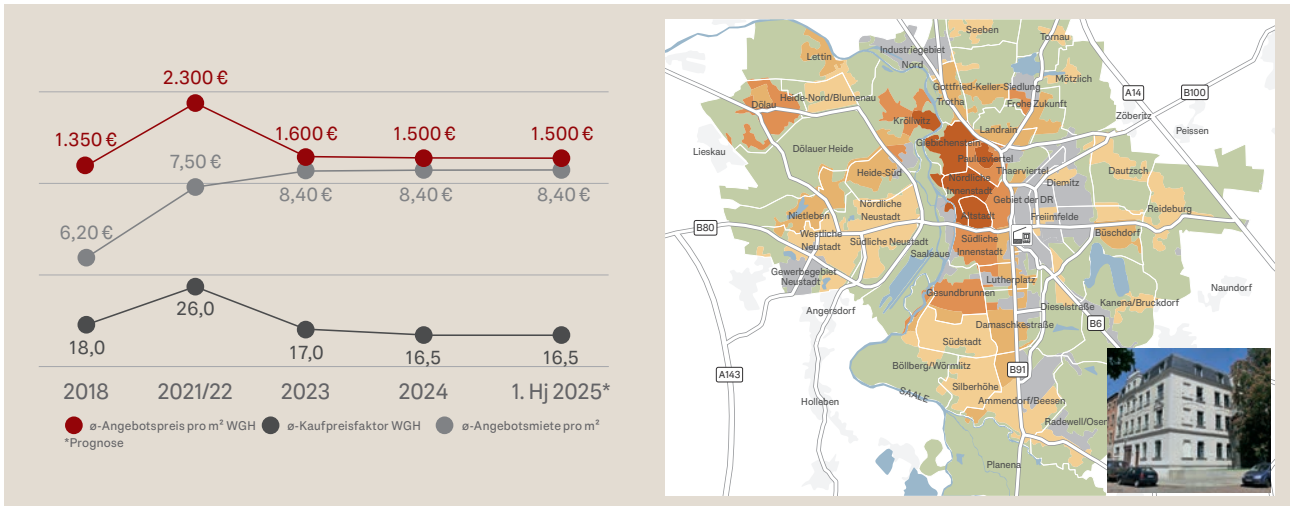 2.300 €
1.350 €
1.600 €
1.500 €
1.500 €
7,50 €
8,40 €
8,40 €
8,40 €
6,20 €
26,0
18,0
17,0
16,5
16,5
2018
2021/22
2023
2024
1. Hj 2025*
ø-Angebotspreis pro m² WGH
ø-Kaufpreisfaktor WGH
ø-Angebotsmiete pro m²
*Prognose
Seeben
Tornau
Industriegebiet
Nord
Lettin
Mötzlich
Gottfried-Keller-Siedlung
A14
B100
Heide-Nord/Blumenau
Trotha
Frohe Zukunft
Dölau
Zöberitz
Kröllwitz
Landrain
Peissen
Giebichenstein
Dölauer Heide
Lieskau
Paulusviertel
Thaerviertel
Dautzsch
Heide-Süd
Nördliche
Innenstadt
Diemitz
Gebiet der DR
Nördliche
Neustadt
Reideburg
Nietleben
Altstadt
Freiimfelde
B80
Westliche
Neustadt
Büschdorf
Südliche Neustadt
Südliche
Innenstadt
Saaleaue
Gewerbegebiet
Neustadt
Lutherplatz
Gesundbrunnen
Naundorf
Dieselstraße
Kanena/Bruckdorf
Angersdorf
Damaschkestraße
B6
Südstadt
Böllberg/Wörmlitz
B91
A143
Silberhöhe
SAALE
Holleben
Ammendorf/Beesen
Radewell/Osen
Planena